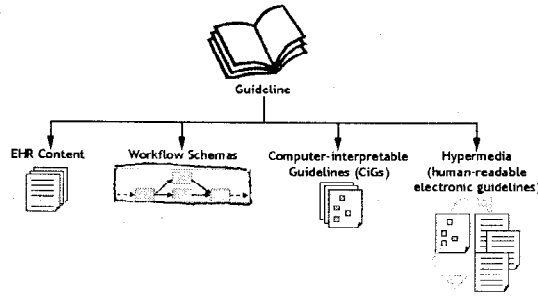 Guideline
EHR Content
Workflow Schemas
Computer-interpretable
Guidelines (CiGs)
Hypermedia
(human-readable
electronic guidelines)